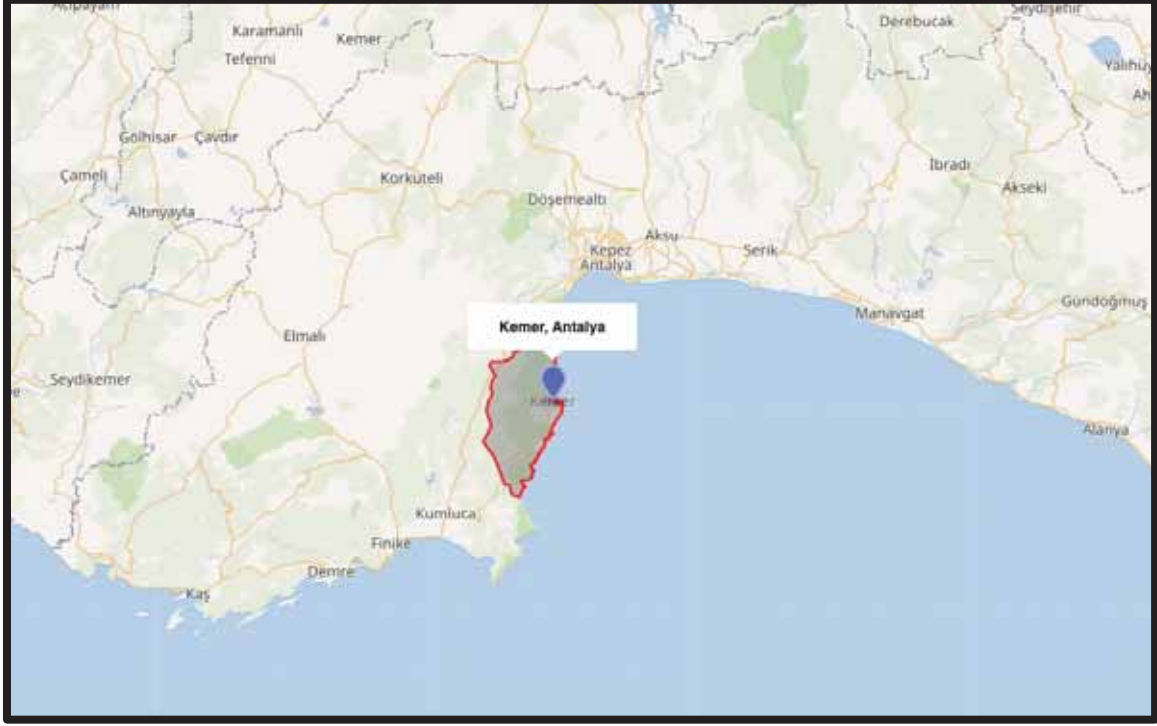 Acıpayam
Karamanlı
Kemer
Tefenni
Derebucak
Seydişehir
Gölhisar
Çavdır
Çameli
Altınyayla
Korkuteli
Döşemealtı
İbradı
Akseki
Aksu
Kepez
Antalya
Serik
Manavgat
Gündoğmuş
Kemer, Antalya
Elmalı
Seydikemer
Kemer
Alanya
Kumluca
Finike
Demre
Kaş